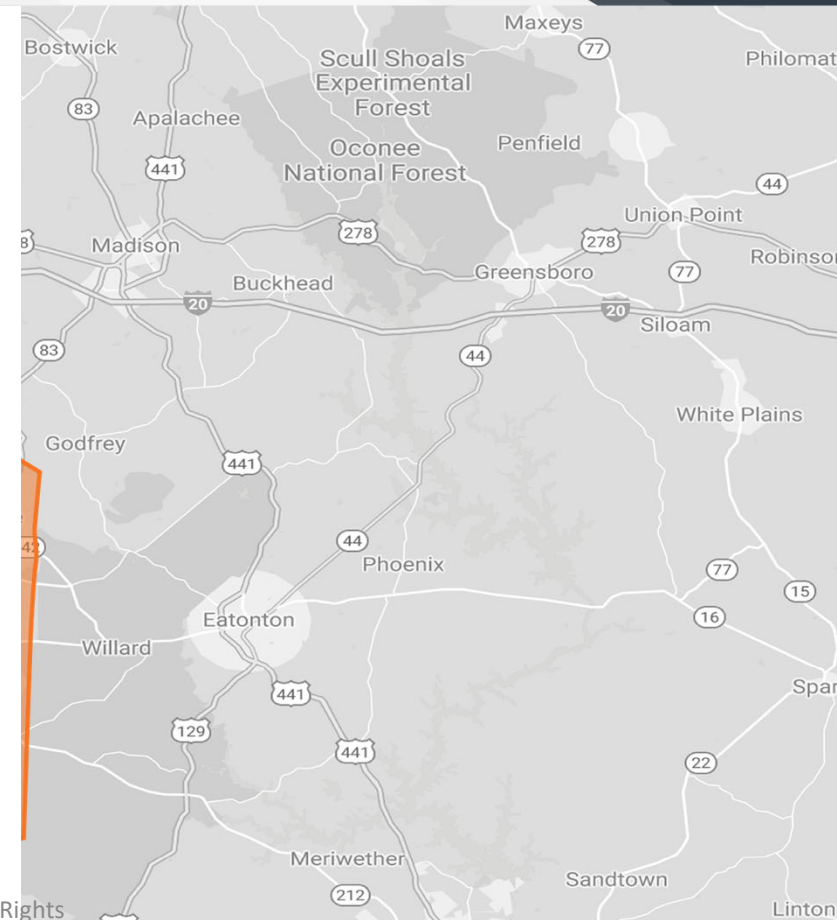 Maxeys
Bostwick
77
Scull Shoals
Experimental
Forest
Philomat
83
Apalachee
Penfield
Oconee
National Forest
441
44
Union Point
278
278
8
Madison
Robinson
77
Greensboro
Buckhead
20
20
Siloam
83
44
White Plains
Godfrey
441
44
42
Phoenix
77
15
Eatonton
16
Willard
Spar
441
129
441
22
Meriwether
Sandtown
212
Linton
Rights